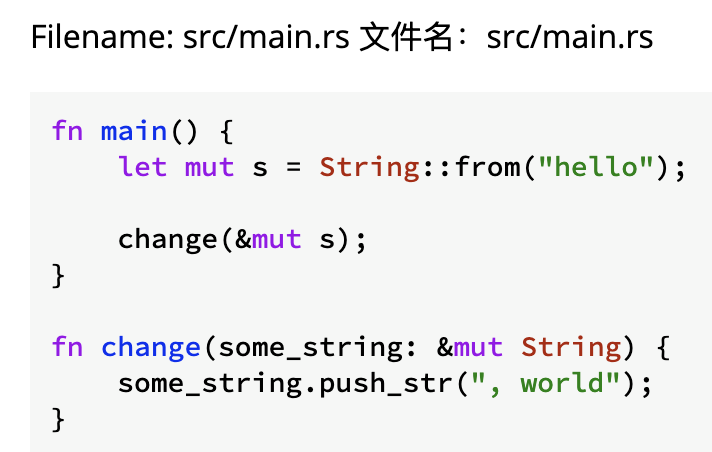 Filename: src/main.rs 文件名：src/main.rs
fn main() {
    let mut s = String::from("hello");
    change(&mut s);
}
fn change(some_string: &mut String) {
    some_string.push_str(", world");
}